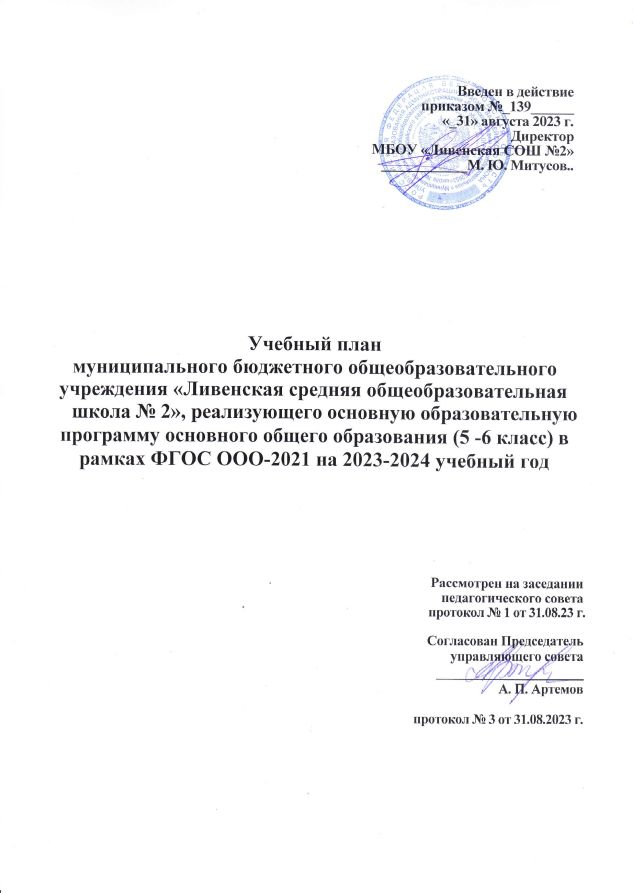 Введен в действие
приказом №_139______
«_31» августа 2023 г.
Директор
МБОУ «Ливенская СОШ №2»
____________М. Ю. Митусов..
Учебный план
муниципального бюджетного общеобразовательного
учреждения «Ливенская средняя общеобразовательная
школа № 2», реализующего основную образовательную
программу основного общего образования (5 -6 класс) в
рамках ФГОС ООО-2021 на 2023-2024 учебный год
Рассмотрен на заседании
педагогического совета
протокол № 1 от 31.08.23 г.
Согласован Председатель
управляющего совета
____________________
А. П. Артемов
протокол № 3 от 31.08.2023 г.